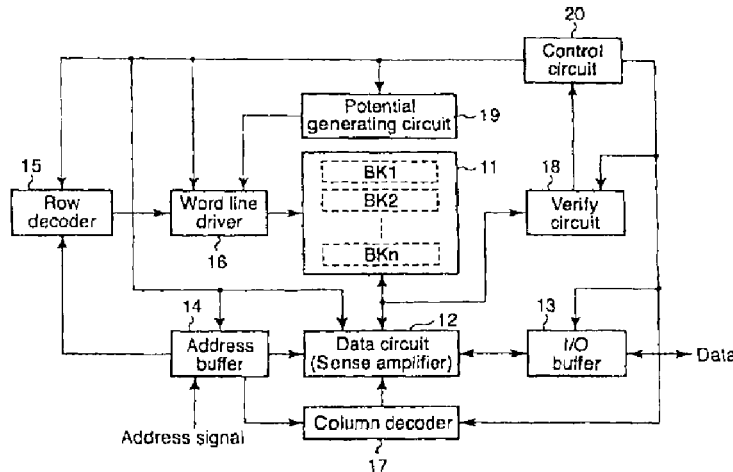 20
Control
circuit
Potential
generating circuit
19
11
BK1
BK2
BKn
15
Row
decoder
Word line
driver
16
18
Verify
circuit
14
Address
buffer
12
Data circuit
(Sense amplifier)
13
I/O
buffer
Data
Address signal
Column decoder
17